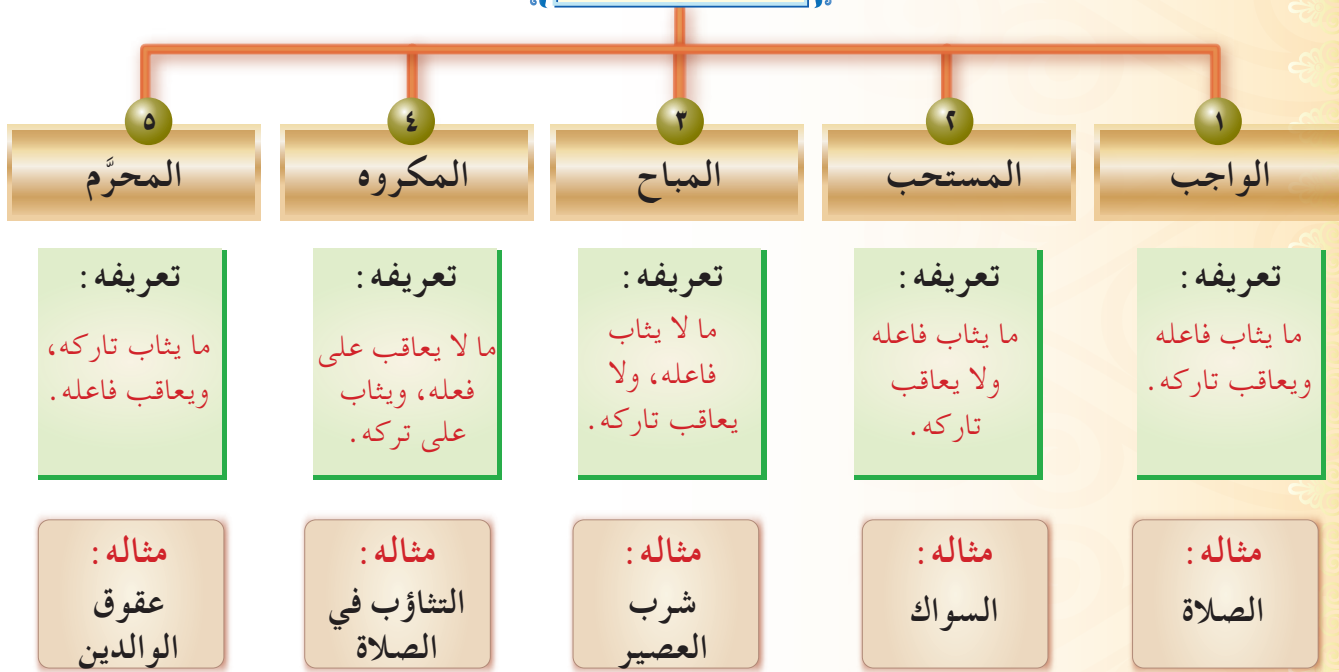 ١
الواجب
تعريفه:
ما يثاب فاعله
ويعاقب تاركه.
مثاله:
الصلاة
٢
المستحب
تعريفه:
ما يثاب فاعله
ولا يعاقب
تاركه.
مثاله:
السواك
٣
المباح
تعريفه:
ما لا يثاب
فاعله، ولا
يعاقب تاركه.
مثاله:
شرب
العصير
٤
المكروه
تعريفه:
ما لا يعاقب على
فعله، ويثاب
على تركه.
مثاله:
التثاؤب في
الصلاة
٥
المحرَّم
تعريفه:
ما يثاب تاركه،
ويعاقب فاعله.
مثاله:
عقوق
الوالدين